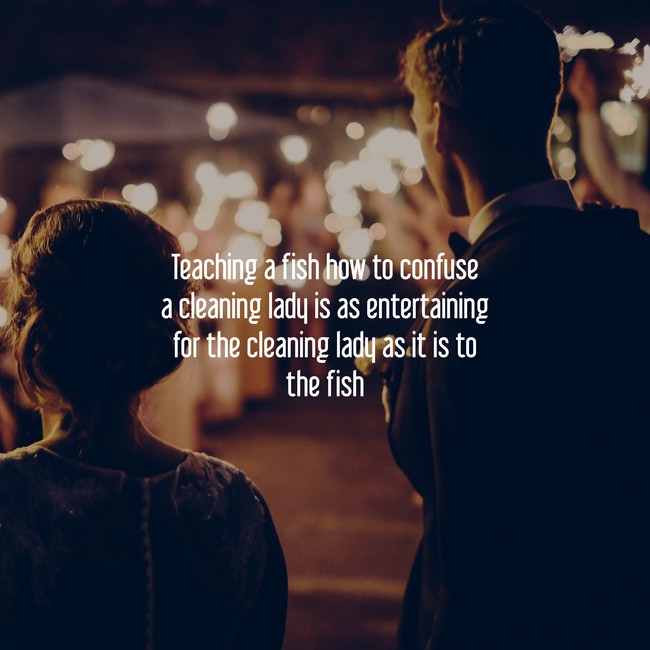 Teaching a fish how to confuse
a cleaning lady is as entertaining
for the cleaning lady as it is to
the fish